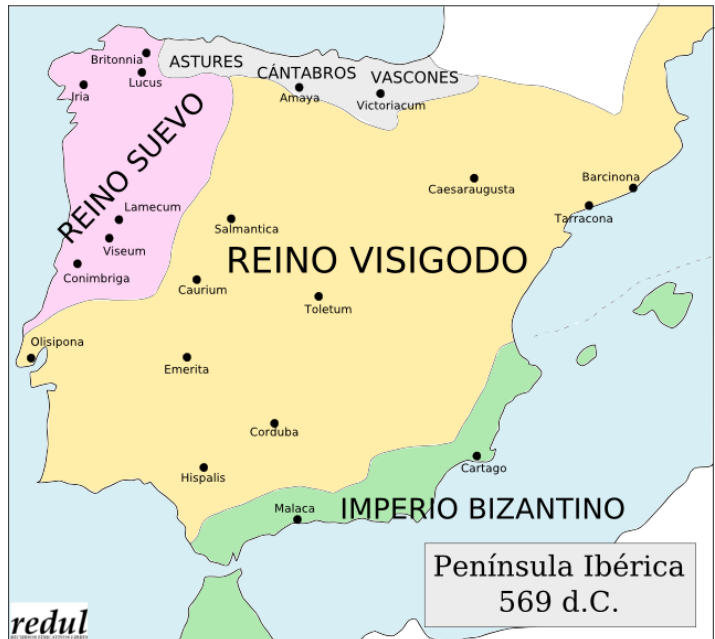 Britonnia
ASTURES
CÁNTABROS
VASCONES
Lucus
Iria
Amaya
Victoriacum
REINO SUEVO
Barcinona
Caesaraugusta
Lamecum
Tarracona
Salmantica
Viseum
REINO VISIGODO
Conimbriga
Caurium
Toletum
Olisipona
Emerita
Corduba
Cartago
Hispalis
Malaca
IMPERIO BIZANTINO
Península Ibérica
569 d.C.
redul